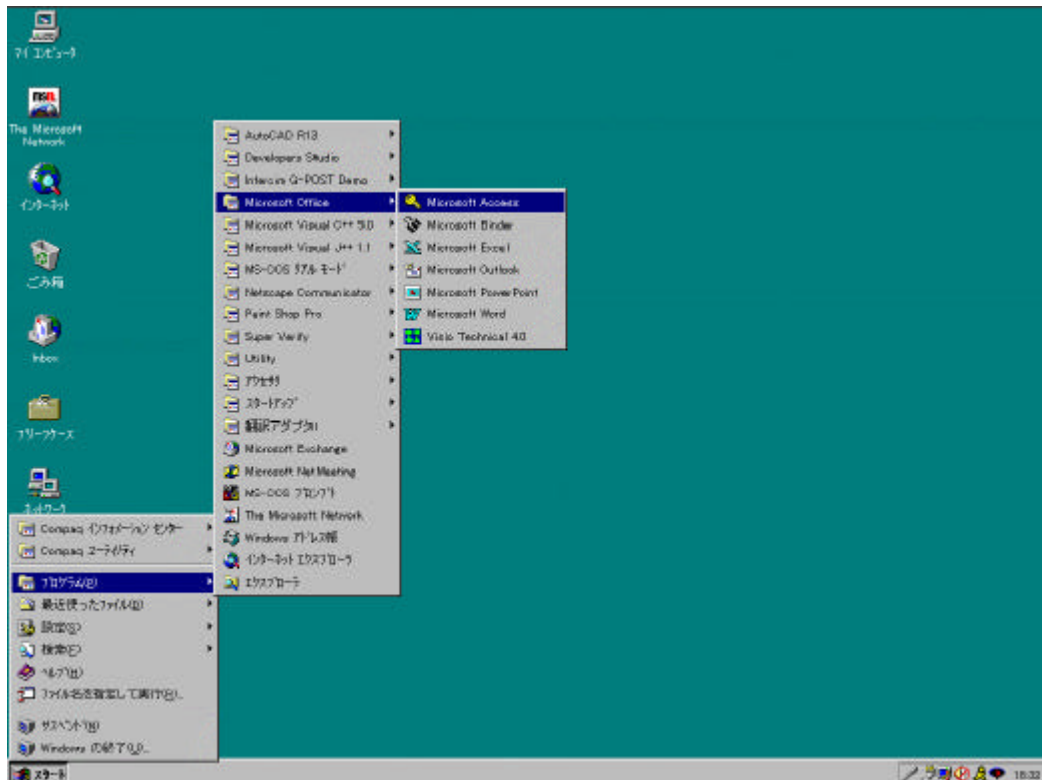 マイ コンピュータ
The Microsoft
Network
インターネット
ごみ箱
Inbox
ブリーフケース
ネットワーク
AutoCAD R13
Developers Studio
Intercom G-POST Demo
Microsoft Office
Microsoft Visual C++ 5.0
Microsoft Visual J++ 1.1
MS-DOS リアル モード
Netscape Communicator
Paint Shop Pro
Super Verify
Utility
アクセサリ
スタートアップ
翻訳アダプタ
Microsoft Exchange
Microsoft NetMeeting
MS-DOS プロンプト
The Microsoft Network
Windows アドレス帳
インターネット エクスプローラ
エクスプローラ
Microsoft Access
Microsoft Binder
Microsoft Excel
Microsoft Outlook
Microsoft PowerPoint
Microsoft Word
Visio Technical 4.0
Compaq インフォメーション センター
Compaq ユーティリティ
プログラム(P)
最近使ったファイル(D)
設定(S)
検索(F)
ヘルプ(H)
ファイル名を指定して実行(R)...
サスペンド(N)
Windows の終了(U)...
スタート
18:32